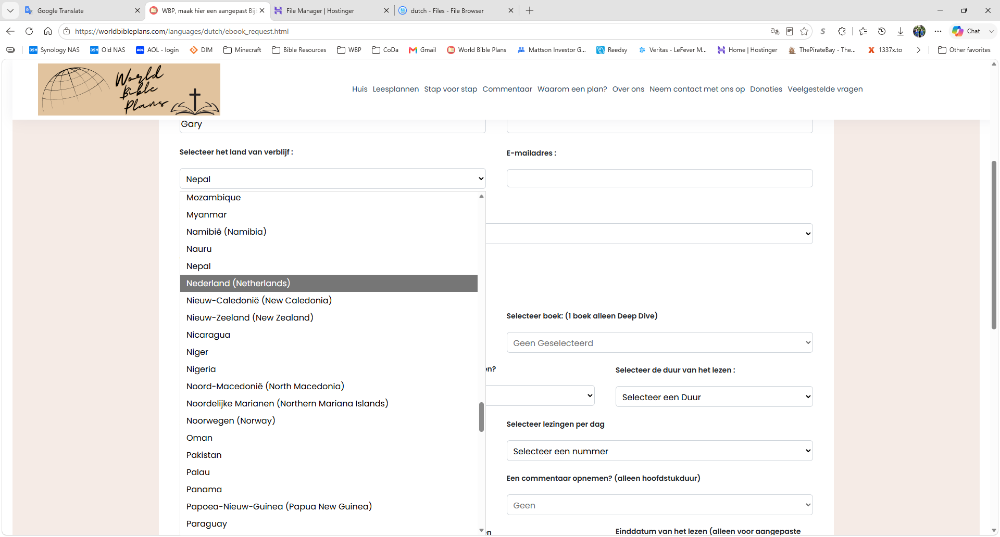 Google Translate
WBP, maak hier een aangepast Bij
File Manager | Hostinger
dutch - Files - File Browser
https://worldbibleplans.com/languages/dutch/ebook_request.html
Chat
Synology NAS
Old NAS
AOL - login
DIM
Minecraft
Bible Resources
WBP
CoDa
Gmail
World Bible Plans
Mattson Investor G...
Reedsy
Veritas - LeFever M...
Home | Hostinger
ThePirateBay - The...
1337x.to
Other favorites
World
Bible
Plans
Huis
Leesplannen
Stap voor stap
Commentaar
Waarom een plan?
Over ons
Neem contact met ons op
Donaties
Veelgestelde vragen
Gary
Selecteer het land van verblijf :
E-mailadres :
Nepal
Mozambique
Myanmar
Namibië (Namibia)
Nauru
Nepal
Nederland (Netherlands)
Nieuw-Caledonië (New Caledonia)
Nieuw-Zeeland (New Zealand)
Nicaragua
Niger
Nigeria
Noord-Macedonië (North Macedonia)
Noordelijke Marianen (Northern Mariana Islands)
Noorwegen (Norway)
Oman
Pakistan
Palau
Panama
Papoea-Nieuw-Guinea (Papua New Guinea)
Paraguay
Selecteer boek: (1 boek alleen Deep Dive)
Geen Geselecteerd
en?
Selecteer de duur van het lezen :
Selecteer een Duur
Selecteer lezingen per dag
Selecteer een nummer
Een commentaar opnemen? (alleen hoofdstukduur)
Geen
Einddatum van het lezen (alleen voor aangepaste